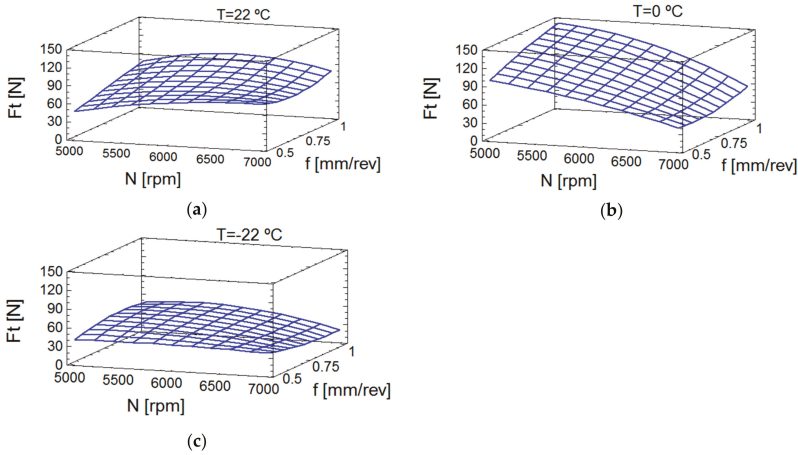 T=22 ºC
Ft [N]
150
120
90
60
30
0
5000 5500 6000 6500 7000
N [rpm]
0.5 0.75 1
f [mm/rev]
(a)
T=0 ºC
Ft [N]
150
120
90
60
30
0
5000 5500 6000 6500 7000
N [rpm]
0.5 0.75 1
f [mm/rev]
(b)
T=-22 ºC
Ft [N]
150
120
90
60
30
0
5000 5500 6000 6500 7000
N [rpm]
0.5 0.75 1
f [mm/rev]
(c)